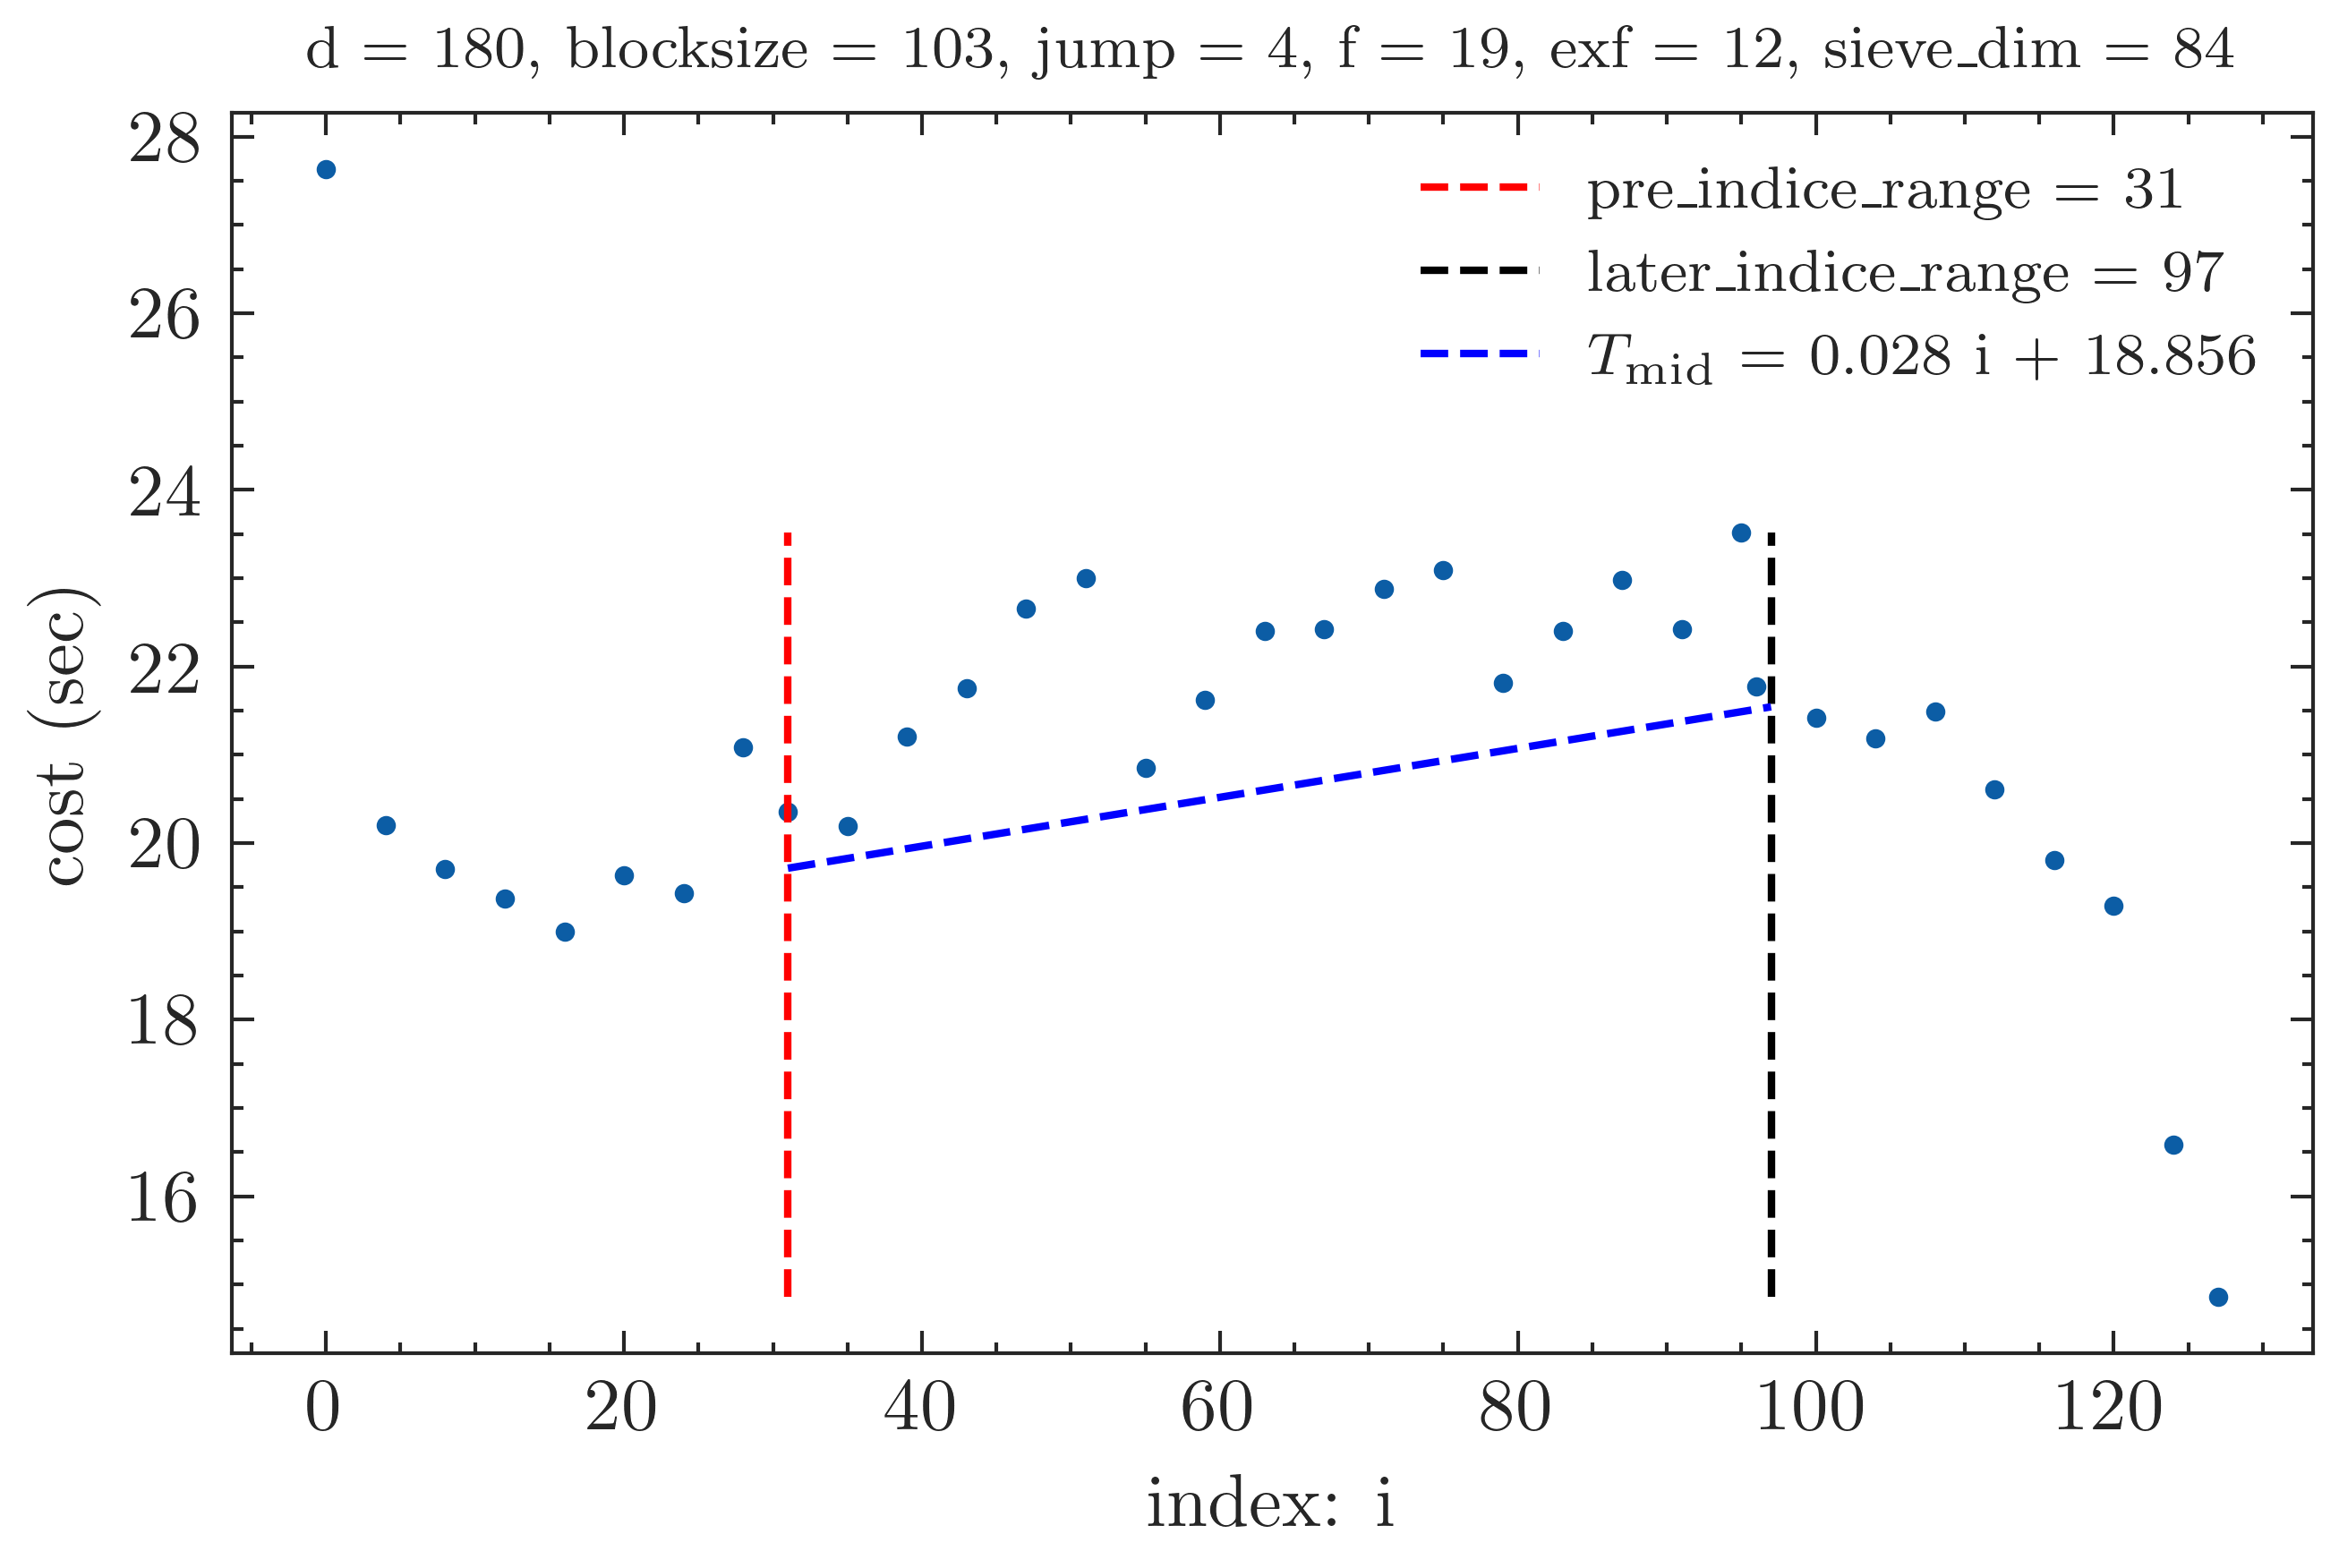 d = 180, blocksize = 103, jump = 4, f = 19, exf = 12, sieve_dim = 84
28
26
24
22
20
18
16
cost (sec)
pre_indice_range = 31
later_indice_range = 97
T_mid = 0.028 i + 18.856
0 20 40 60 80 100 120
index: i